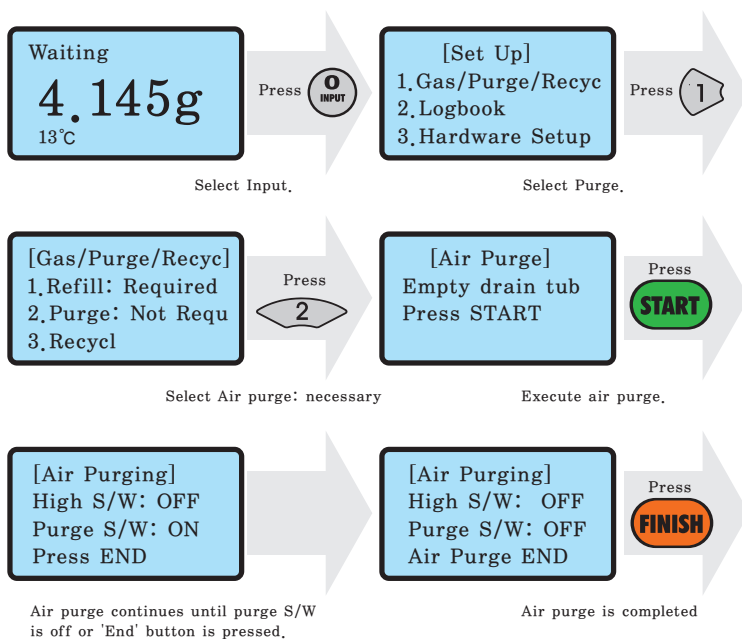 Waiting
4.145g
13℃
Press
0
INPUT
Select Input.
[Set Up]
1.Gas/Purge/Recyc
2.Logbook
3.Hardware Setup
Press
1
Select Purge.
[Gas/Purge/Recyc]
1.Refill: Required
2.Purge: Not Requ
3.Recycl
Press
2
Select Air purge: necessary
[Air Purge]
Empty drain tub
Press START
Press
START
Execute air purge.
[Air Purging]
High S/W: OFF
Purge S/W: ON
Press END
Air purge continues until purge S/W
is off or 'End' button is pressed.
[Air Purging]
High S/W: OFF
Purge S/W: OFF
Air Purge END
Press
FINISH
Air purge is completed